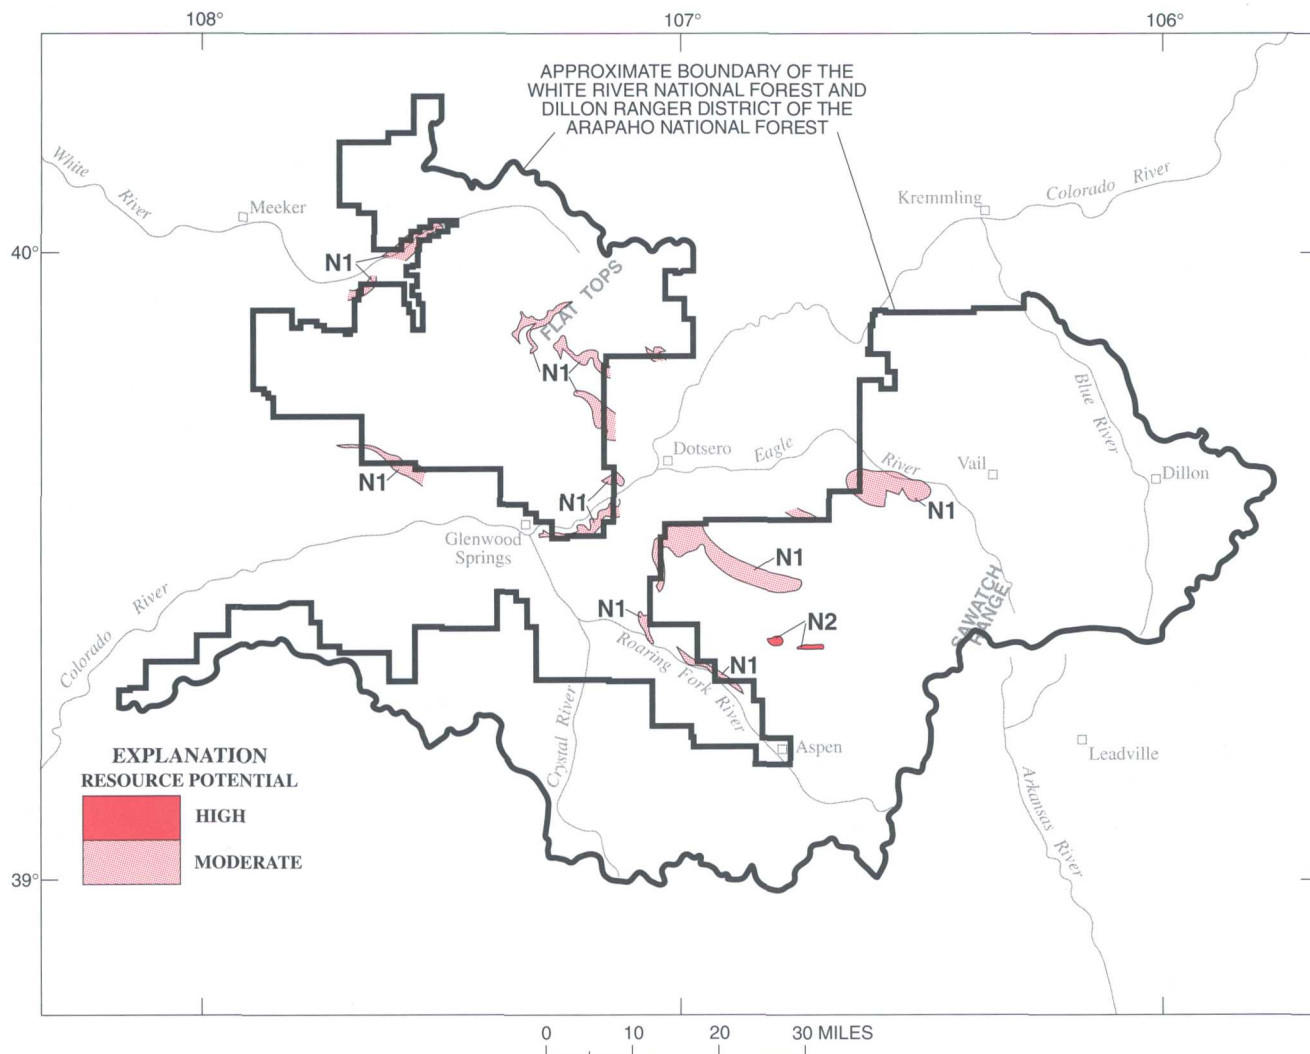 108°
107°
106°
APPROXIMATE BOUNDARY OF THE
WHITE RIVER NATIONAL FOREST AND
DILLON RANGER DISTRICT OF THE
ARAPAHO NATIONAL FOREST
White
River
Meeker
Kremmling
Colorado
River
40°
N1
FLAT TOPS
N1
Blue
River
Dotsero
Eagle
River
Vail
Dillon
N1
N1
N1
Glenwood
Springs
N1
SAWATCH
RANGE
Colorado
River
N1
N2
Roaring
Fork
River
N1
Crystal River
Aspen
Leadville
Arkansas
River
EXPLANATION
RESOURCE POTENTIAL
HIGH
MODERATE
39°
0 10 20 30 MILES